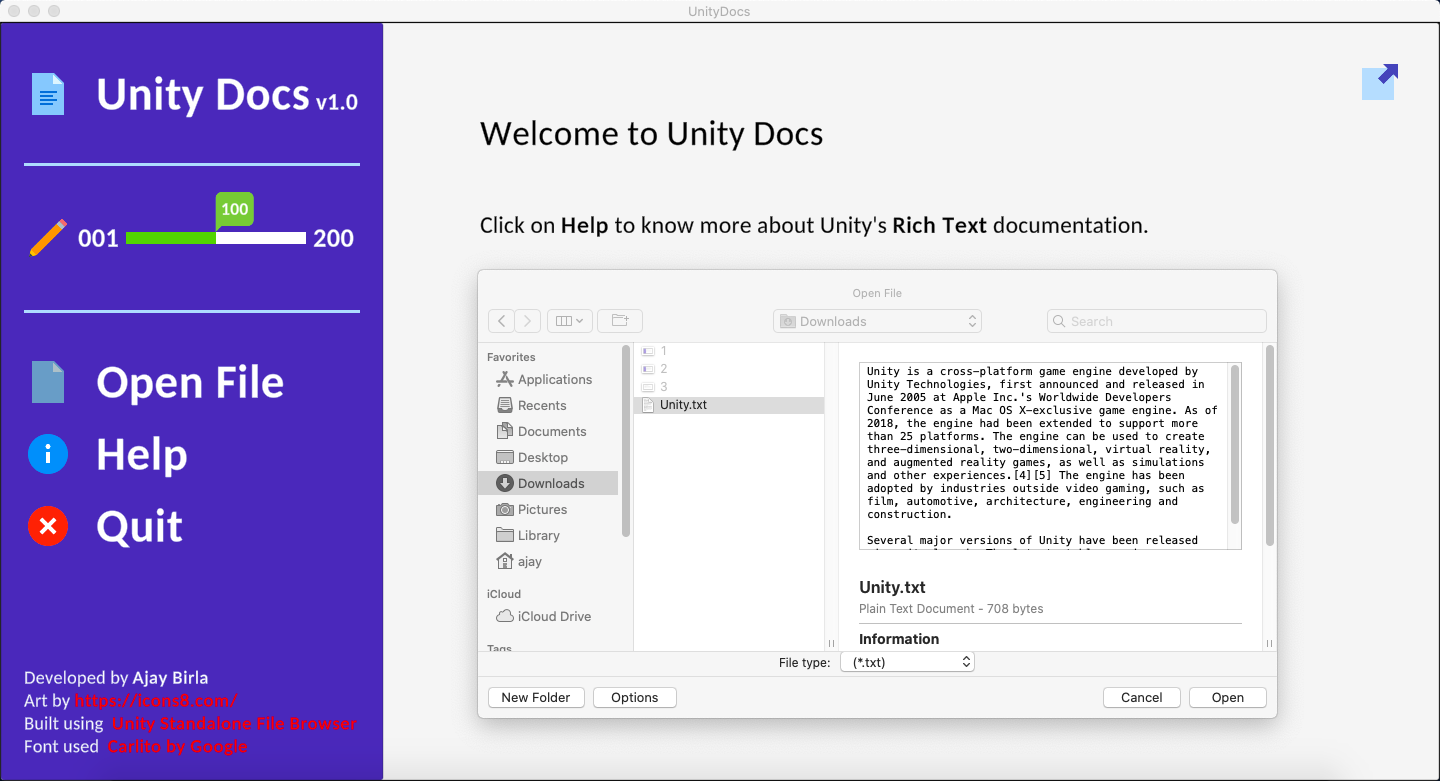 UnityDocs
Unity Docs v1.0
100
001
200
Open File
Help
Quit
Developed by Ajay Birla
Art by https://icons8.com/
Built using Unity Standalone File Browser
Font used Carlito by Google
Welcome to Unity Docs
Click on Help to know more about Unity's Rich Text documentation.
Open File
Downloads
Search
Favorites
Applications
Recents
Documents
Desktop
Downloads
Pictures
Library
ajay
iCloud
iCloud Drive
Tags
1
2
3
Unity.txt
Unity is a cross-platform game engine developed by
Unity Technologies, first announced and released in
June 2005 at Apple Inc.'s Worldwide Developers
Conference as a Mac OS X-exclusive game engine. As of
2018, the engine had been extended to support more
than 25 platforms. The engine can be used to create
three-dimensional, two-dimensional, virtual reality,
and augmented reality games, as well as simulations
and other experiences.[4][5] The engine has been
adopted by industries outside video gaming, such as
film, automotive, architecture, engineering and
construction.
Several major versions of Unity have been released
Unity.txt
Plain Text Document - 708 bytes
Information
File type:
(*.txt)
New Folder
Options
Cancel
Open